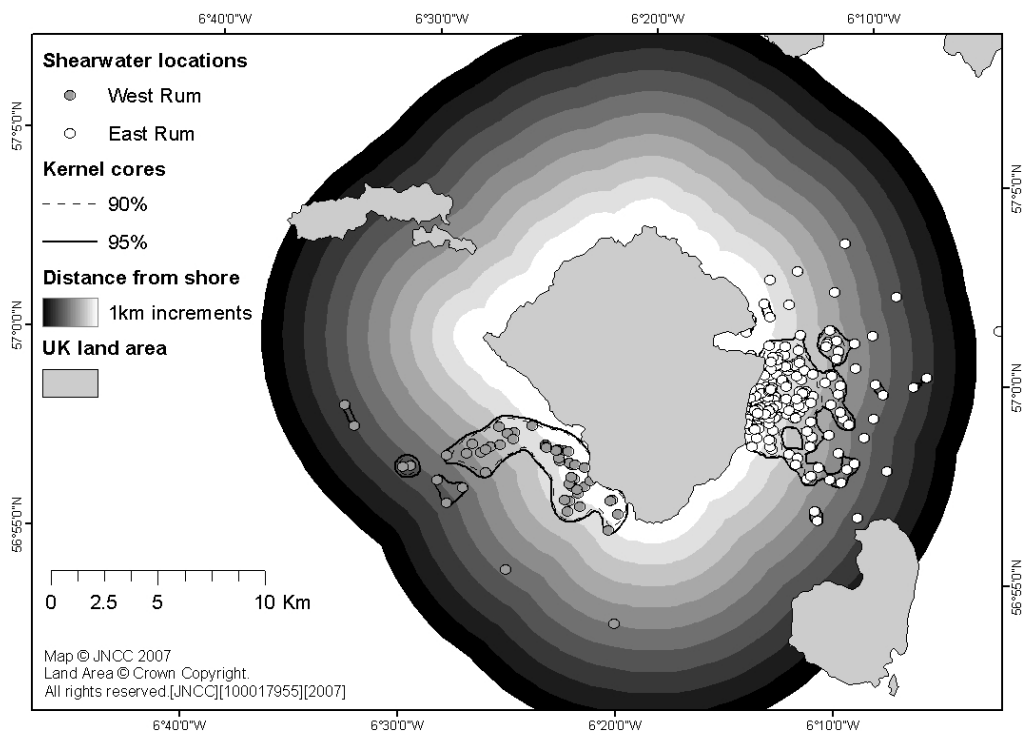 6°40'0"W 6°30'0"W 6°20'0"W 6°10'0"W
Shearwater locations
West Rum
East Rum
Kernel cores
90%
95%
Distance from shore
1km increments
UK land area
57°5'0"N
57°0'0"N
56°55'0"N
57°5'0"N
57°0'0"N
56°55'0"N
0 2.5 5 10 Km
Map © JNCC 2007
Land Area © Crown Copyright.
All rights reserved.[JNCC][100017955][2007]
6°40'0"W 6°30'0"W 6°20'0"W 6°10'0"W